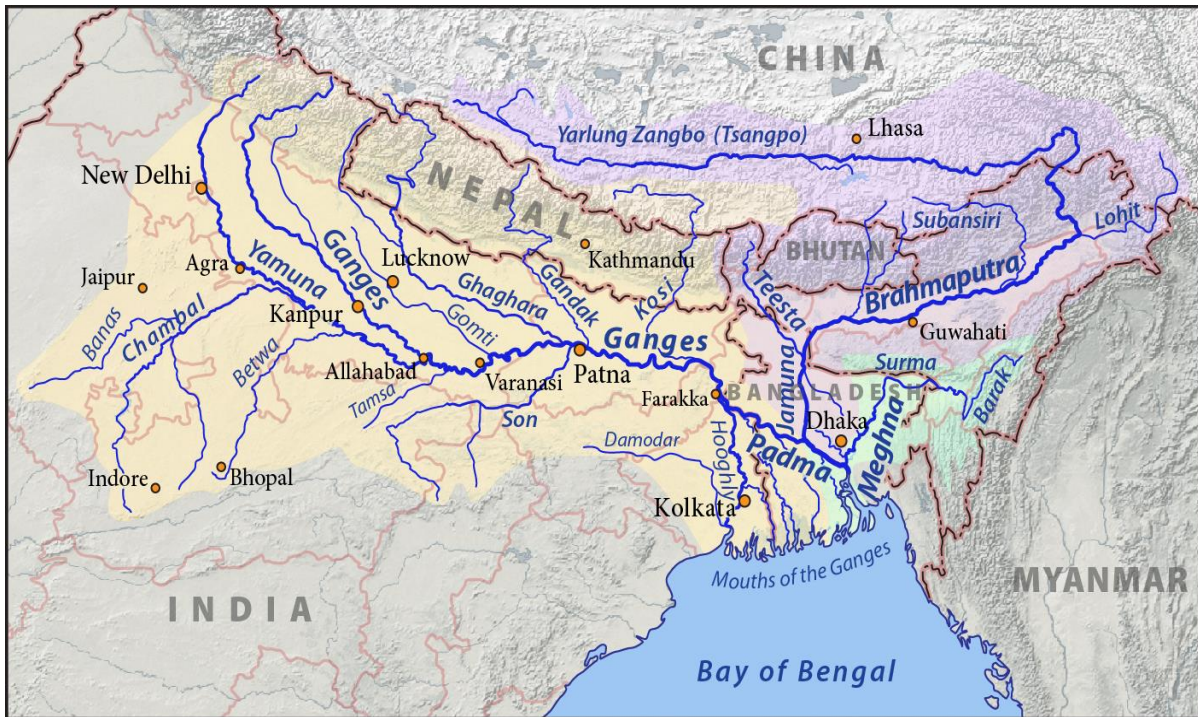 CHINA
Yarlung Zangbo (Tsangpo)
Lhasa
New Delhi
NEPAL
Subansiri
Lohit
BHUTAN
Kathmandu
Agra
Yamuna
Ganges
Lucknow
Jaipur
Ghaghara
Gandak
Kosi
Teesta
Brahmaputra
Banas
Chambal
Kanpur
Gomti
Guwahati
Betwa
Ganges
Surma
Allahabad
Varanasi
Patna
Jamuna
Barak
Tamsa
Farakka
BANGLADESH
Son
Dhaka
Meghna
Damodar
Hooghly
Padma
Indore
Bhopal
Kolkata
Mouths of the Ganges
INDIA
MYANMAR
Bay of Bengal